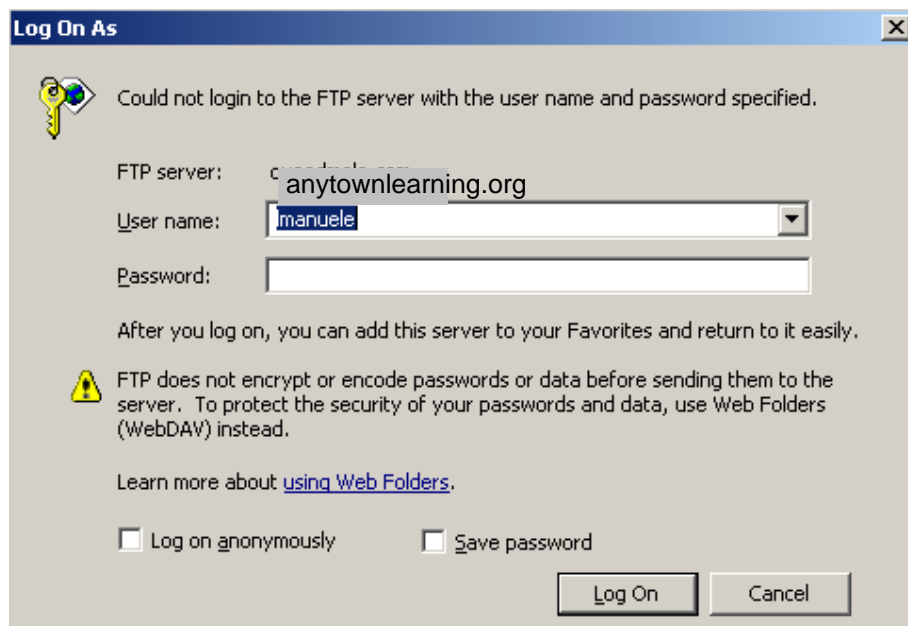 Log On As
Could not login to the FTP server with the user name and password specified.
FTP server:
anytownlearning.org
User name: manuele
Password:
After you log on, you can add this server to your Favorites and return to it easily.
FTP does not encrypt or encode passwords or data before sending them to the
server. To protect the security of your passwords and data, use Web Folders
(WebDAV) instead.
Learn more about using Web Folders.
Log on anonymously Save password
Log On Cancel